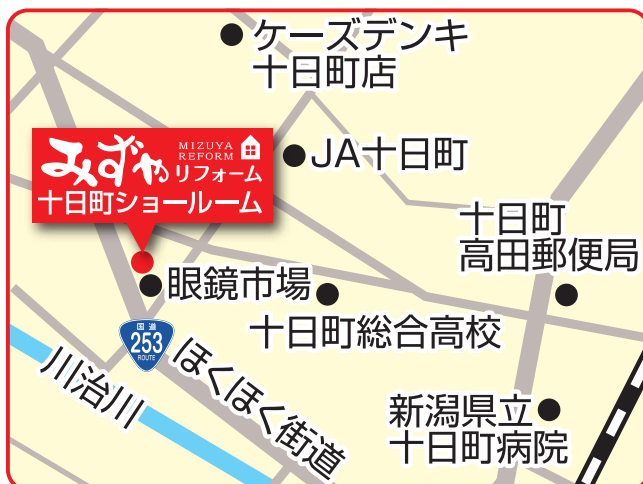 ケーズデンキ
十日町店
みずや
MIZUYA
REFORM
リフォーム
十日町ショールーム
JA十日町
十日町
高田郵便局
眼鏡市場
十日町総合高校
国道
253
ROUTE
ほくほく街道
川治川
新潟県立
十日町病院